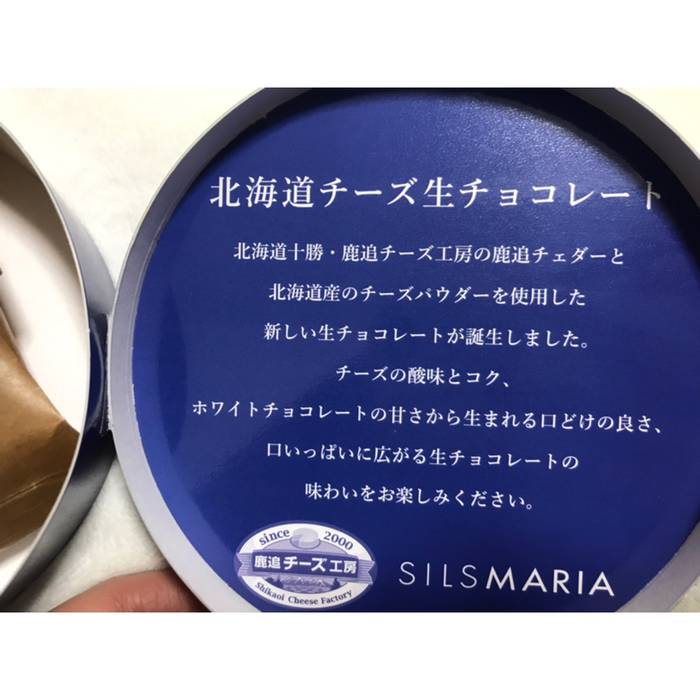 北海道チーズ生チョコレート
北海道十勝・鹿追チーズ工房の鹿追チェダーと
北海道産のチーズパウダーを使用した
新しい生チョコレートが誕生しました。
チーズの酸味とコク、
ホワイトチョコレートの甘さから生まれる口どけの良さ、
口いっぱいに広がる生チョコレートの
味わいをお楽しみください。
since 2000
鹿追チーズ工房
Shikaoi Cheese Factory
SILSMARIA